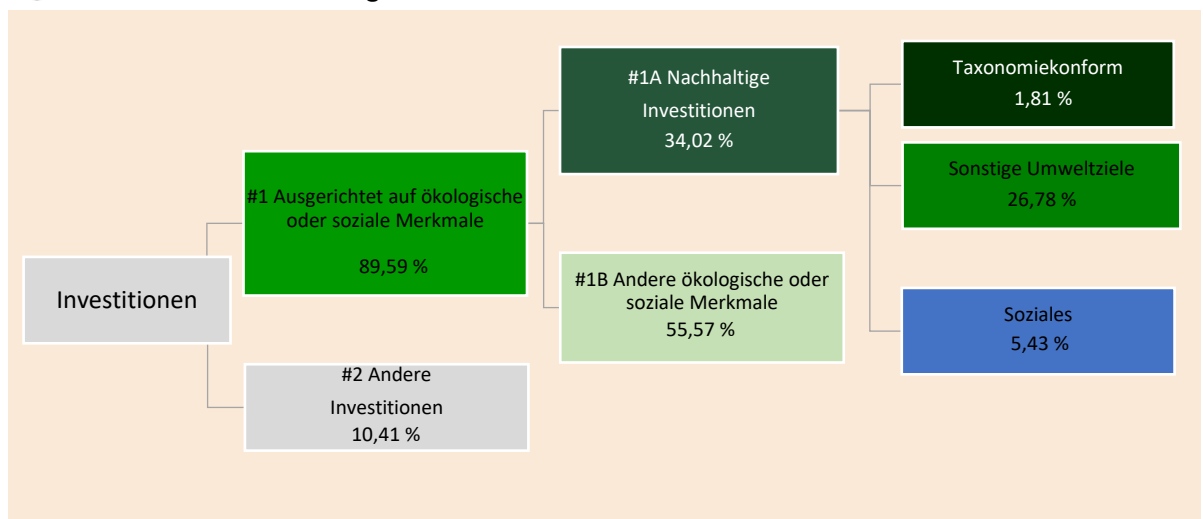 Investitionen
#1 Ausgerichtet auf ökologische
oder soziale Merkmale
89,59 %
#2 Andere
Investitionen
10,41 %
#1A Nachhaltige
Investitionen
34,02 %
#1B Andere ökologische oder
soziale Merkmale
55,57 %
Taxonomiekonform
1,81 %
Sonstige Umweltziele
26,78 %
Soziales
5,43 %